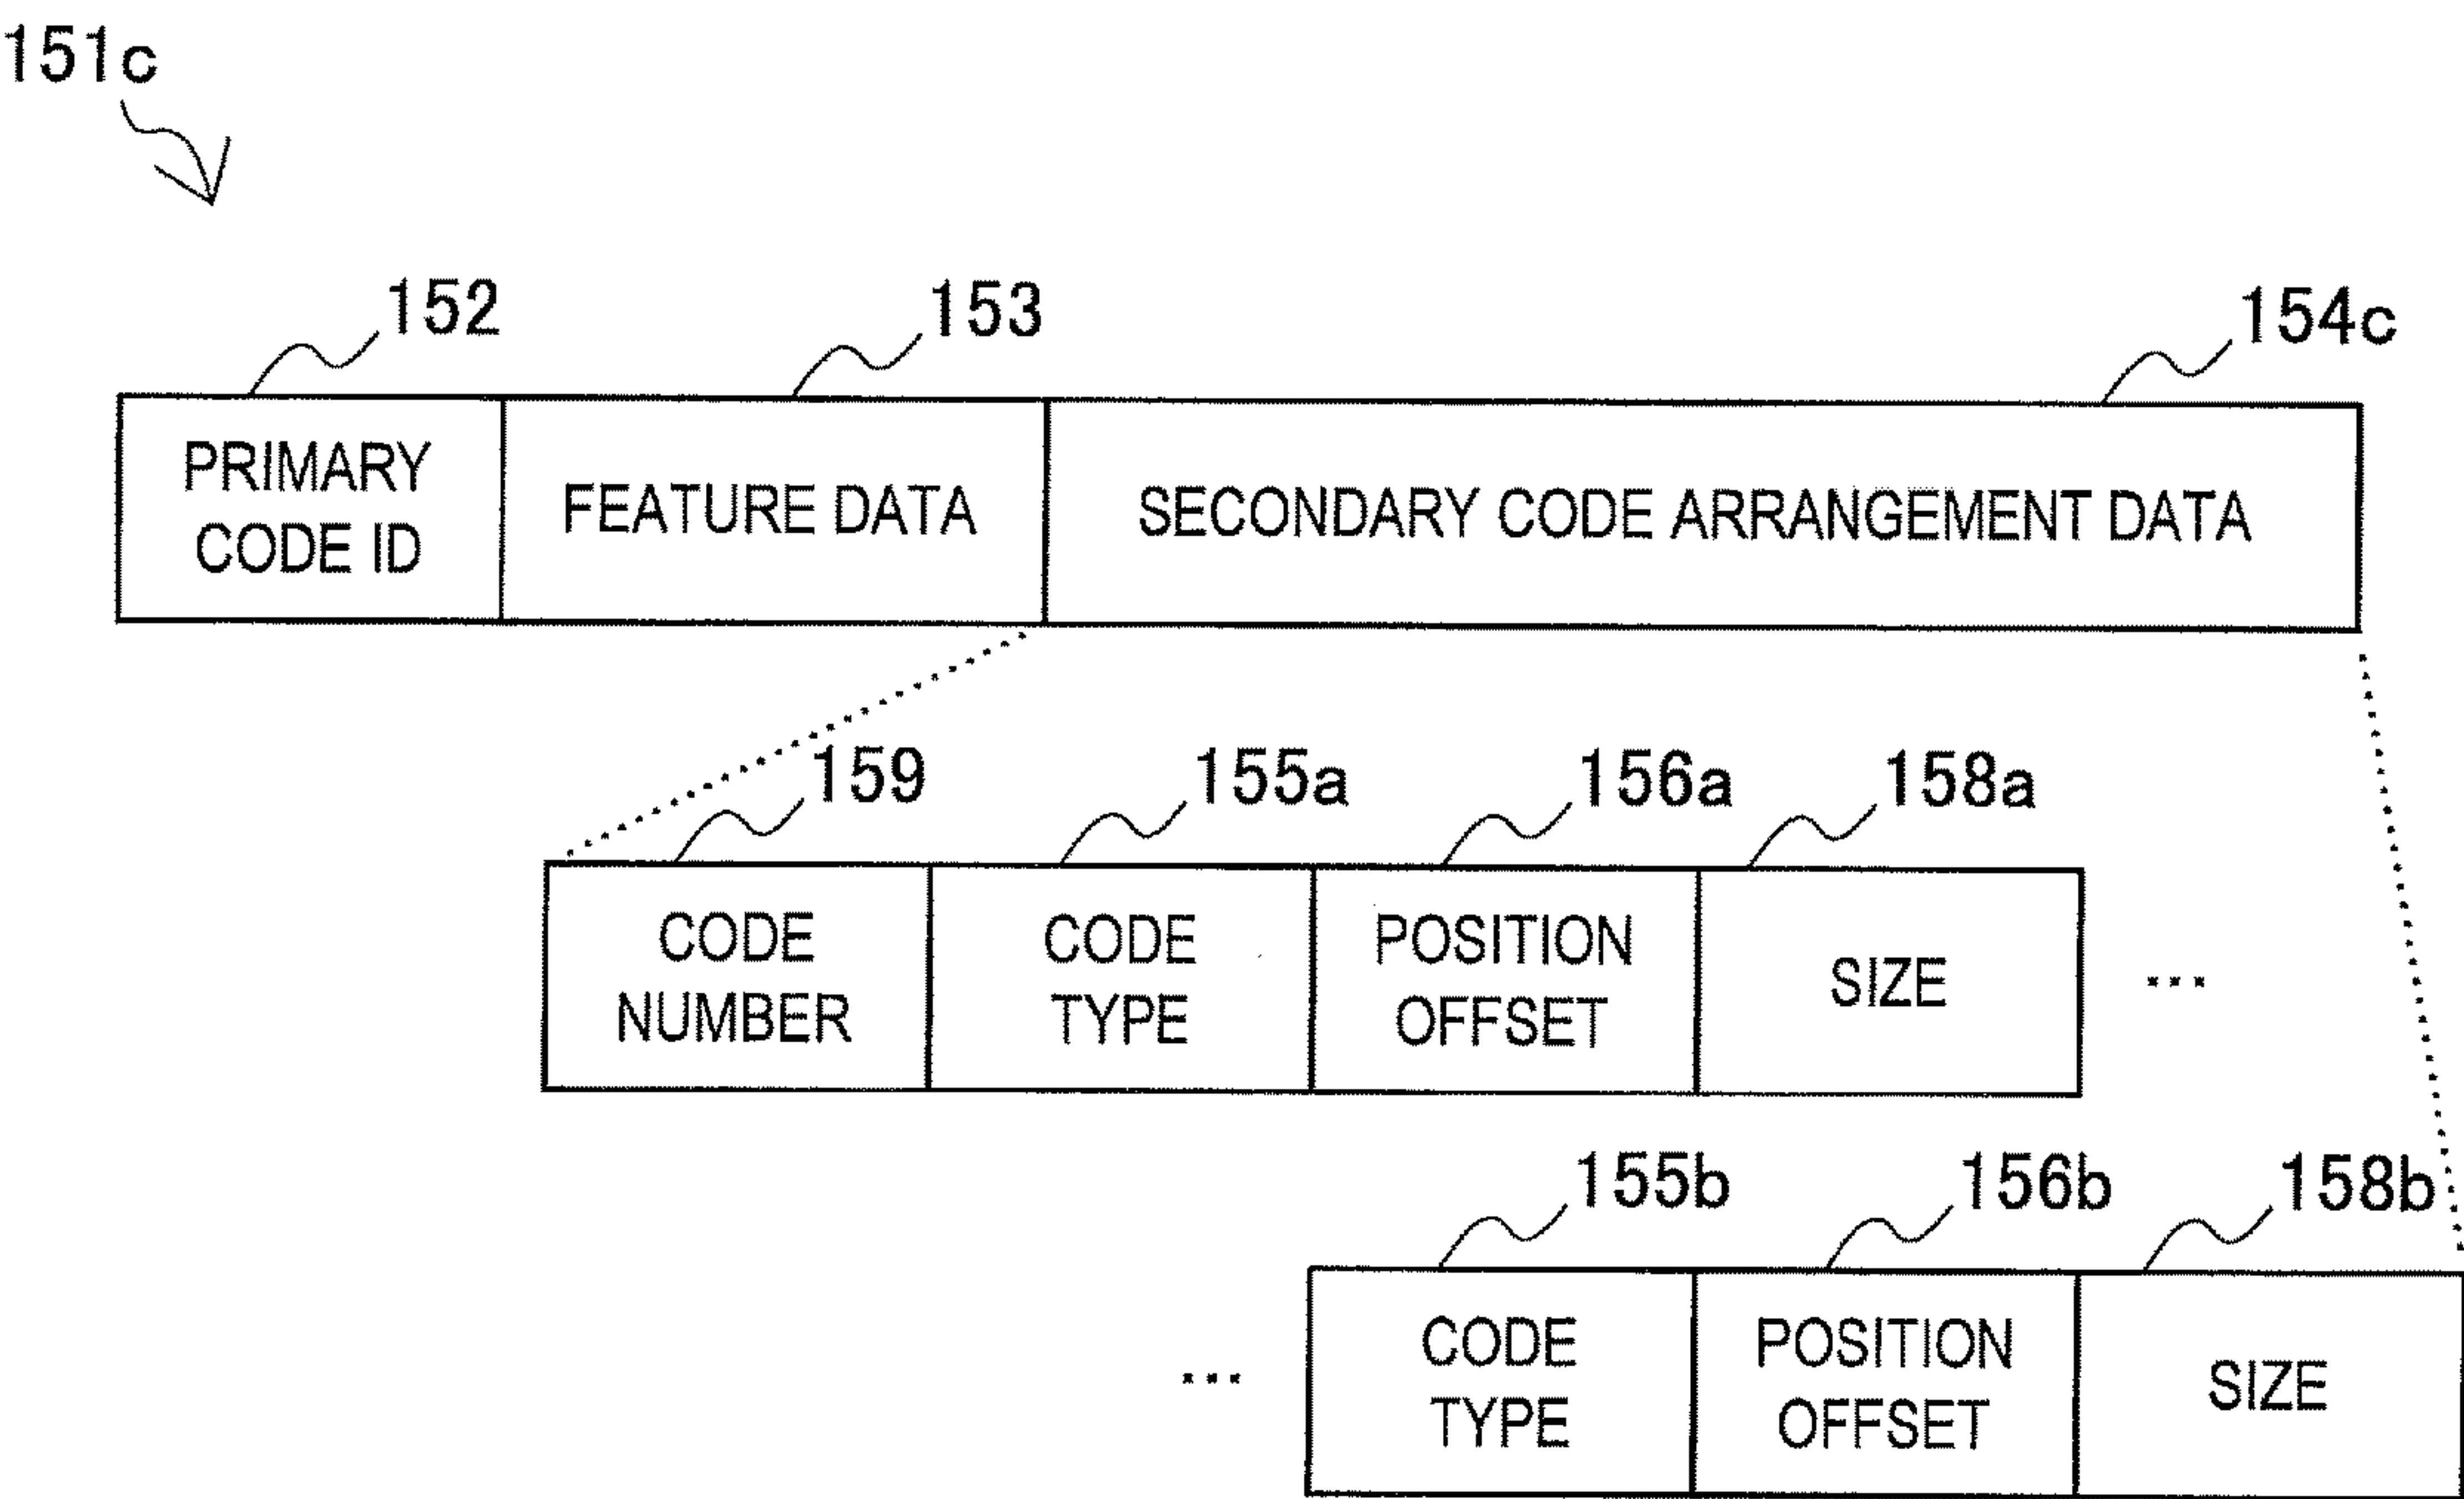 151c
152
153
154c
PRIMARY
CODE ID
FEATURE DATA
SECONDARY CODE ARRANGEMENT DATA
159
155a
156a
158a
CODE
NUMBER
CODE
TYPE
POSITION
OFFSET
SIZE
...
155b
156b
158b
...
CODE
TYPE
POSITION
OFFSET
SIZE